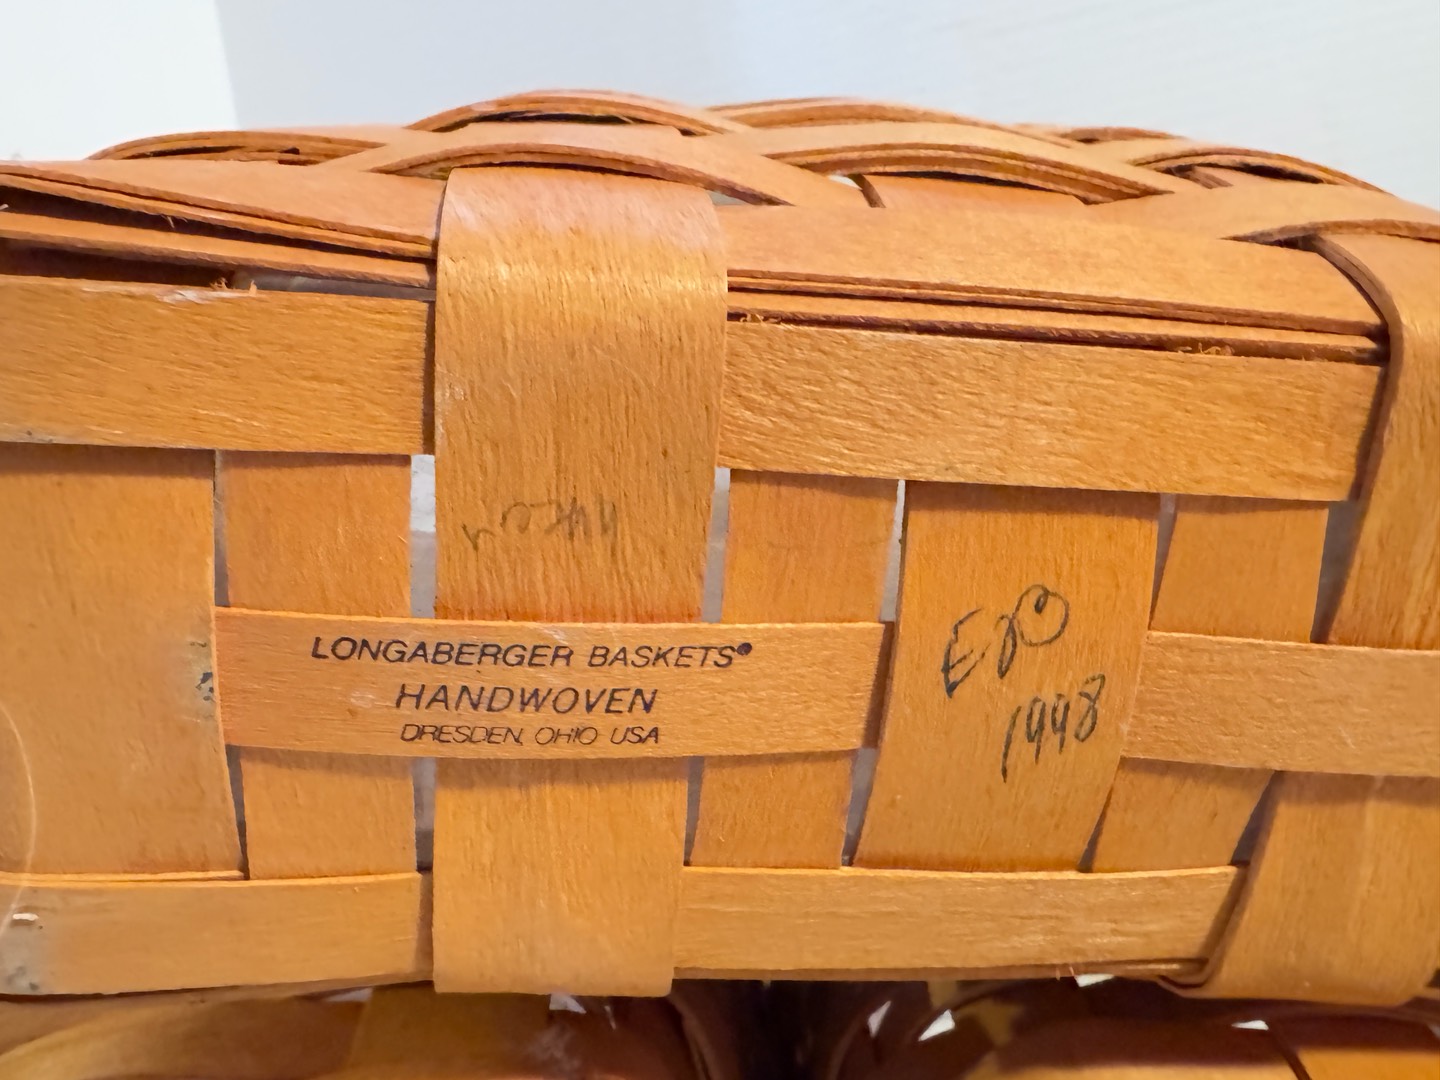 LONGABERGER BASKETS®
HANDWOVEN
DRESDEN, OHIO USA
1998